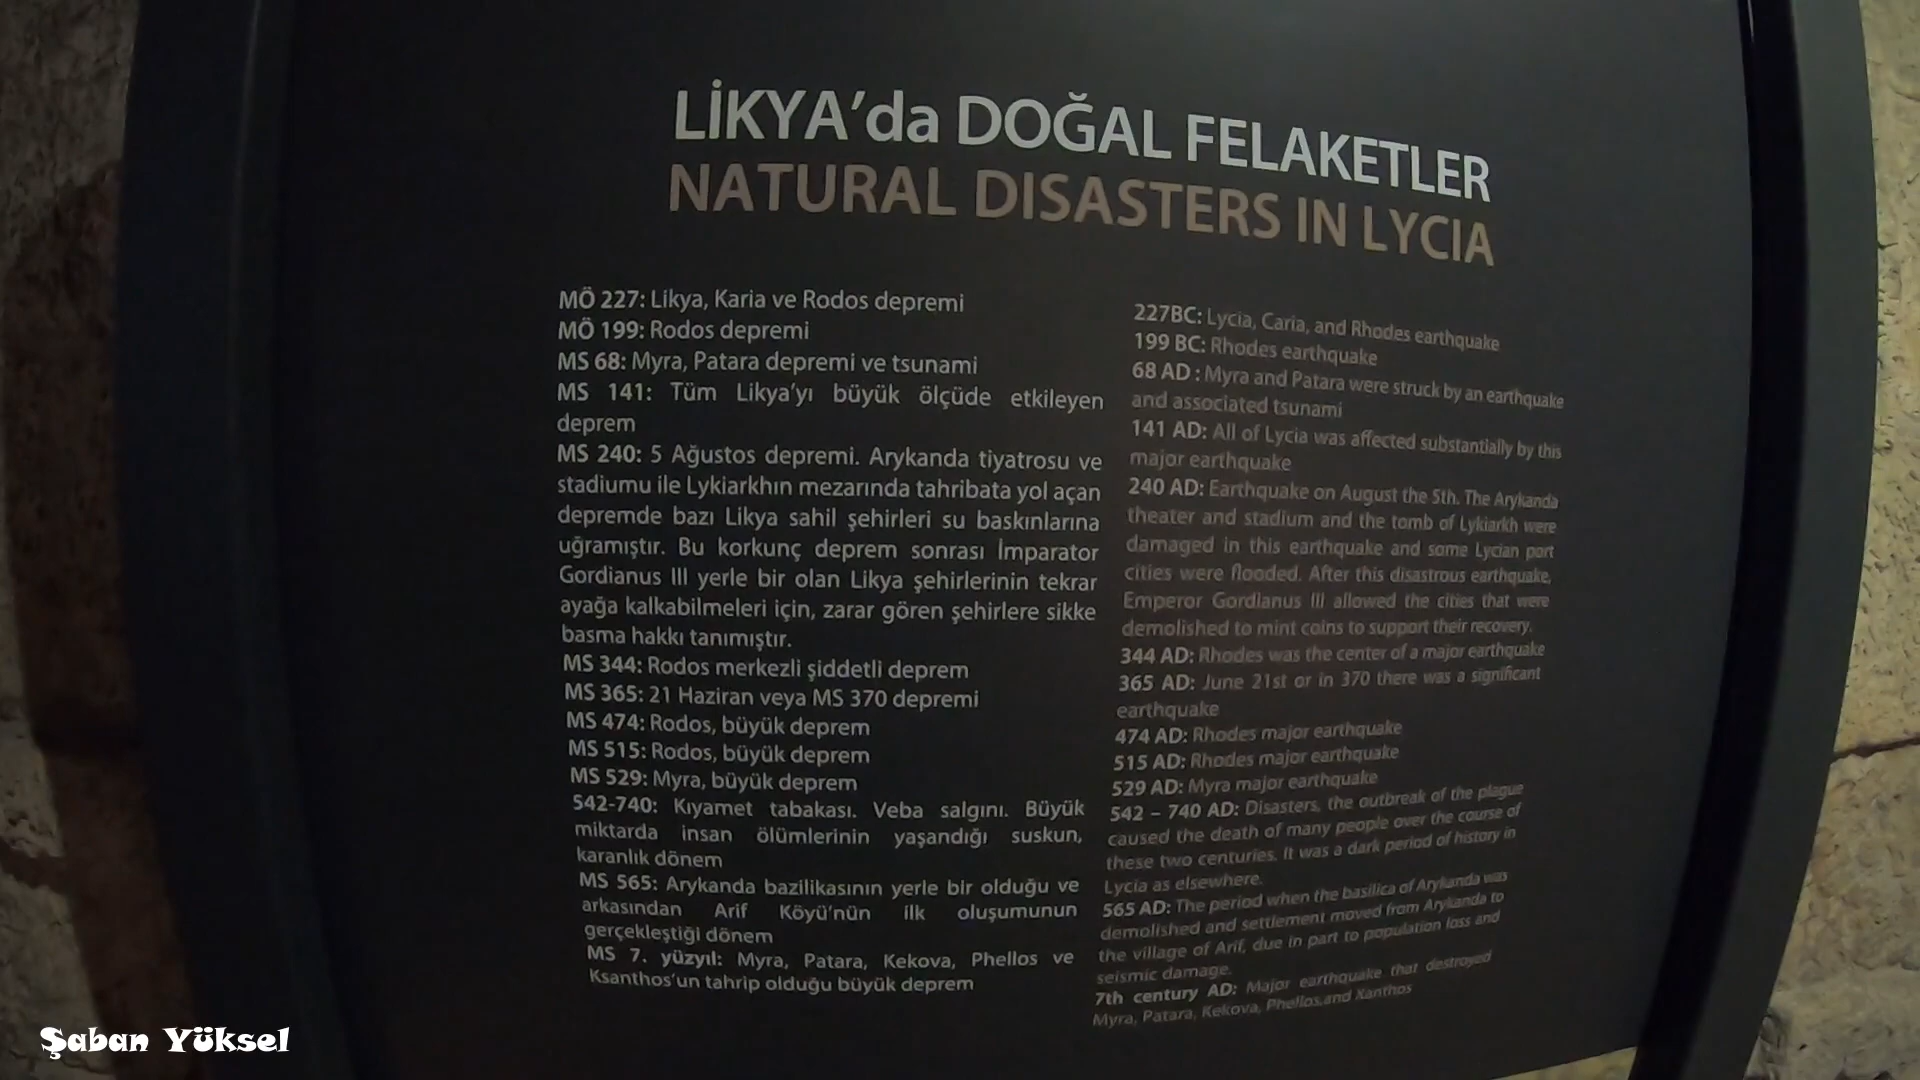 LİKYA’da DOĞAL FELAKETLER
NATURAL DISASTERS IN LYCIA
MÖ 227: Likya, Karia ve Rodos depremi
MÖ 199: Rodos depremi
MS 68: Myra, Patara depremi ve tsunami
MS 141: Tüm Likya’yı büyük ölçüde etkileyen
deprem
MS 240: 5 Ağustos depremi. Arykanda tiyatrosu ve
stadiumu ile Lykiarkhın mezarında tahribata yol açan
depremde bazı Likya sahil şehirleri su baskınlarına
uğramıştır. Bu korkunç deprem sonrası İmparator
Gordianus III yerle bir olan Likya şehirlerinin tekrar
ayağa kalkabilmeleri için, zarar gören şehirlere sikke
basma hakkı tanımıştır.
MS 344: Rodos merkezli şiddetli deprem
MS 365: 21 Haziran veya MS 370 depremi
MS 474: Rodos, büyük deprem
MS 515: Rodos, büyük deprem
MS 529: Myra, büyük deprem
542-740: Kıyamet tabakası. Veba salgını. Büyük
miktarda insan ölümlerinin yaşandığı suskun,
karanlık dönem
MS 565: Arykanda bazilikasının yerle bir olduğu ve
arkasından Arif Köyü’nün ilk oluşumunun
gerçekleştiği dönem
MS 7. yüzyıl: Myra, Patara, Kekova, Phellos ve
Ksanthos’un tahrip olduğu büyük deprem
227BC: Lycia, Caria, and Rhodes earthquake
199 BC: Rhodes earthquake
68 AD : Myra and Patara were struck by an earthquake
and associated tsunami
141 AD: All of Lycia was affected substantially by this
major earthquake
240 AD: Earthquake on August the 5th. The Arykanda
theater and stadium and the tomb of Lykiarkh were
damaged in this earthquake and some Lycian port
cities were flooded. After this disastrous earthquake,
Emperor Gordianus III allowed the cities that were
demolished to mint coins to support their recovery.
344 AD: Rhodes was the center of a major earthquake
365 AD: June 21st or in 370 there was a significant
earthquake
474 AD: Rhodes major earthquake
515 AD: Rhodes major earthquake
529 AD: Myra major earthquake
542 – 740 AD: Disasters, the outbreak of the plague
caused the death of many people over the course of
these two centuries. It was a dark period of history in
Lycia as elsewhere.
565 AD: The period when the basilica of Arykanda was
demolished and settlement moved from Arykanda to
the village of Arif, due in part to population loss and
seismic damage.
7th century AD: Major earthquake that destroyed
Myra, Patara, Kekova, Phellos,and Xanthos
Şaban Yüksel